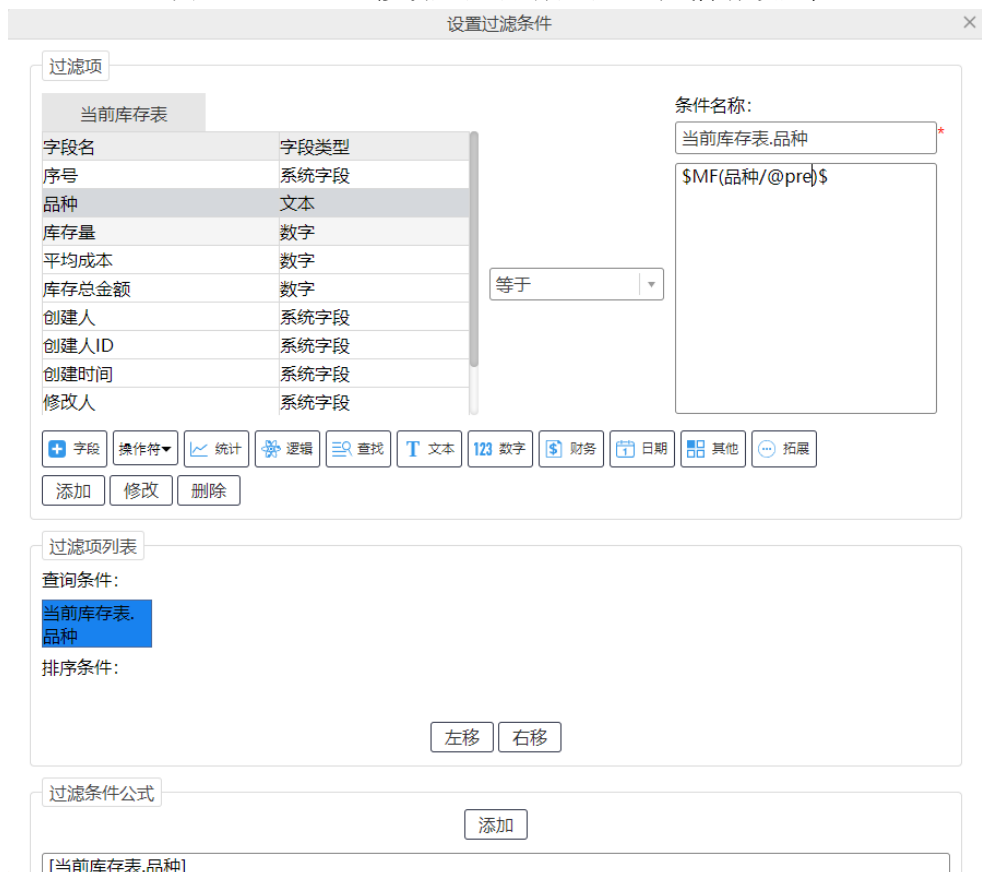 设置过滤条件
过滤项
当前库存表
条件名称：
字段名 字段类型
当前库存表.品种 *
序号 系统字段
$MF(品种/@pre)$
品种 文本
库存量 数字
平均成本 数字
等于
库存总金额 数字
创建人 系统字段
创建人ID 系统字段
创建时间 系统字段
修改人 系统字段
字段 操作符 统计 逻辑 查找 T 文本 123 数字 $ 财务 1 日期 其他 拓展
添加 修改 删除
过滤项列表
查询条件：
当前库存表.
品种
排序条件：
左移 右移
过滤条件公式
添加
[当前库存表.品种]